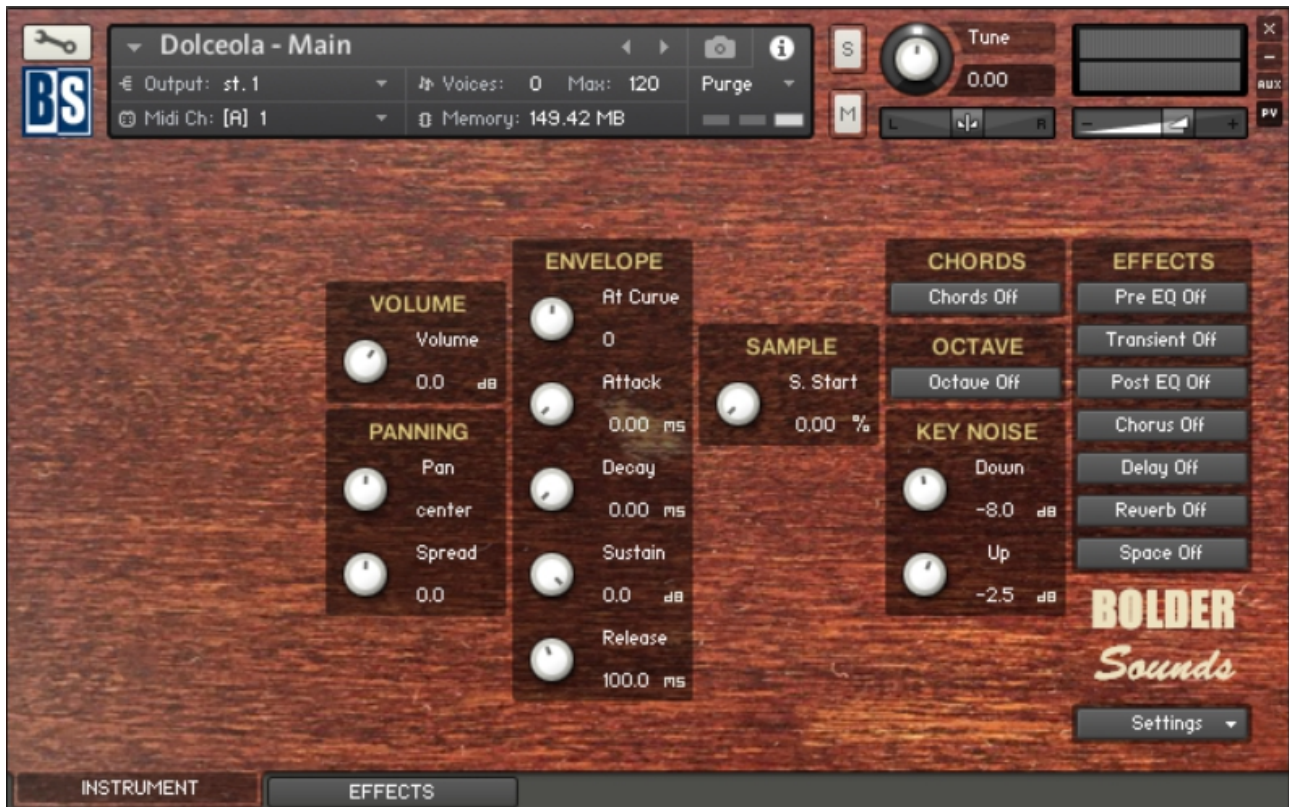 Dolceola - Main
i
S
Tune
0.00
×
−
AUX
PV
BS
Output: st. 1
Voices: 0 Max: 120
Purge
Midi Ch: [A] 1
Memory: 149.42 MB
M
L R
− +
VOLUME
Volume
0.0 dB
PANNING
Pan
center
Spread
0.0
ENVELOPE
At Curve
0
Attack
0.00 ms
Decay
0.00 ms
Sustain
0.0 dB
Release
100.0 ms
SAMPLE
S. Start
0.00 %
CHORDS
Chords Off
OCTAVE
Octave Off
KEY NOISE
Down
-8.0 dB
Up
-2.5 dB
EFFECTS
Pre EQ Off
Transient Off
Post EQ Off
Chorus Off
Delay Off
Reverb Off
Space Off
BOLDER
Sounds
Settings
INSTRUMENT
EFFECTS